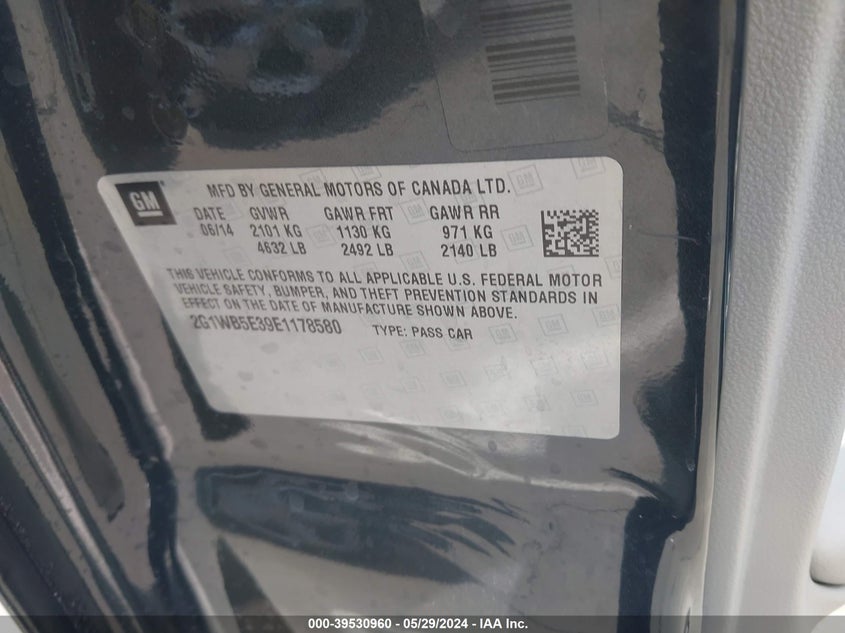 GM
MFD BY GENERAL MOTORS OF CANADA LTD.
DATE GVWR GAWR FRT GAWR RR
06/14 2101 KG 1130 KG 971 KG
4632 LB 2492 LB 2140 LB
THIS VEHICLE CONFORMS TO ALL APPLICABLE U.S. FEDERAL MOTOR
VEHICLE SAFETY, BUMPER, AND THEFT PREVENTION STANDARDS IN
EFFECT ON THE DATE OF MANUFACTURE SHOWN ABOVE.
2G1WB5E39E1178580 TYPE: PASS CAR
000-39530960 - 05/29/2024 - IAA Inc.